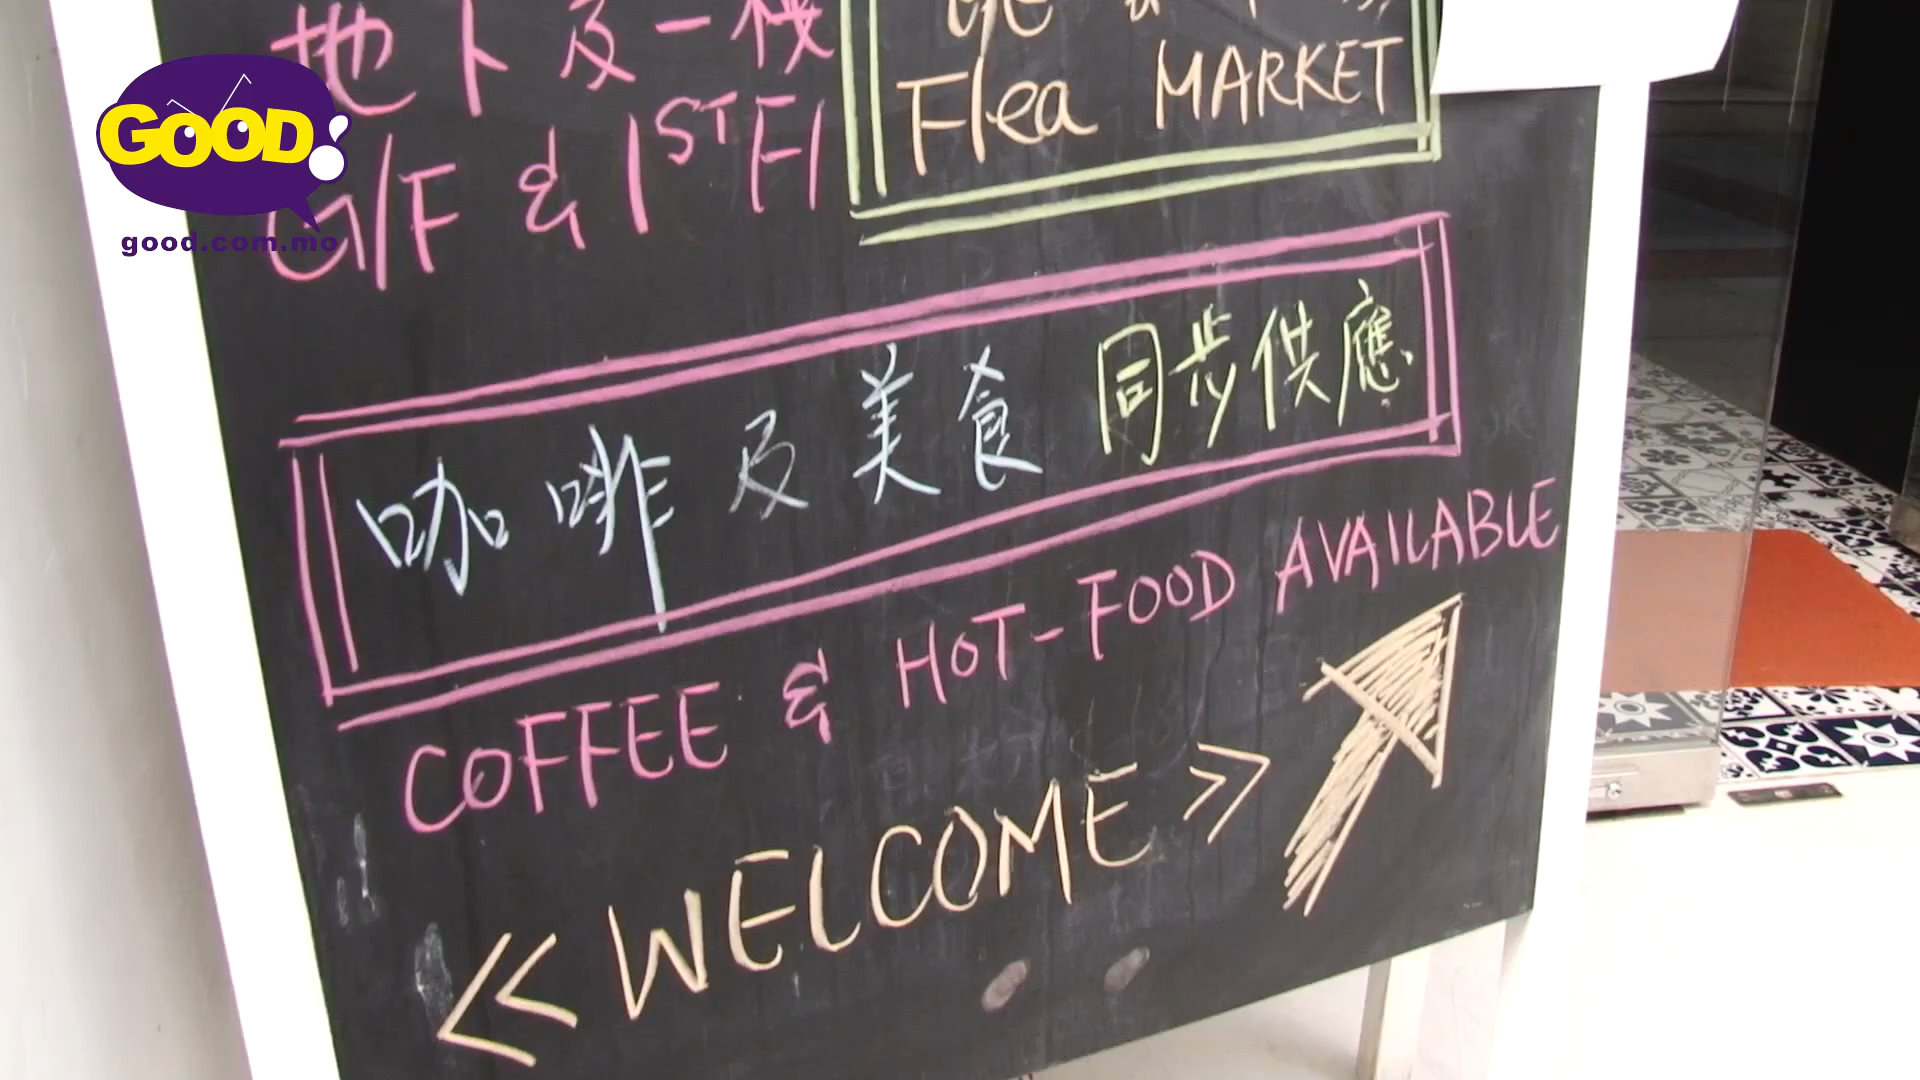 地下及一樓
G/F & 1ST Fl
Flea MARKET
GOOD!
good.com.mo
咖啡及美食 同步供應
COFFEE & HOT-FOOD AVAILABLE
<< WELCOME >>